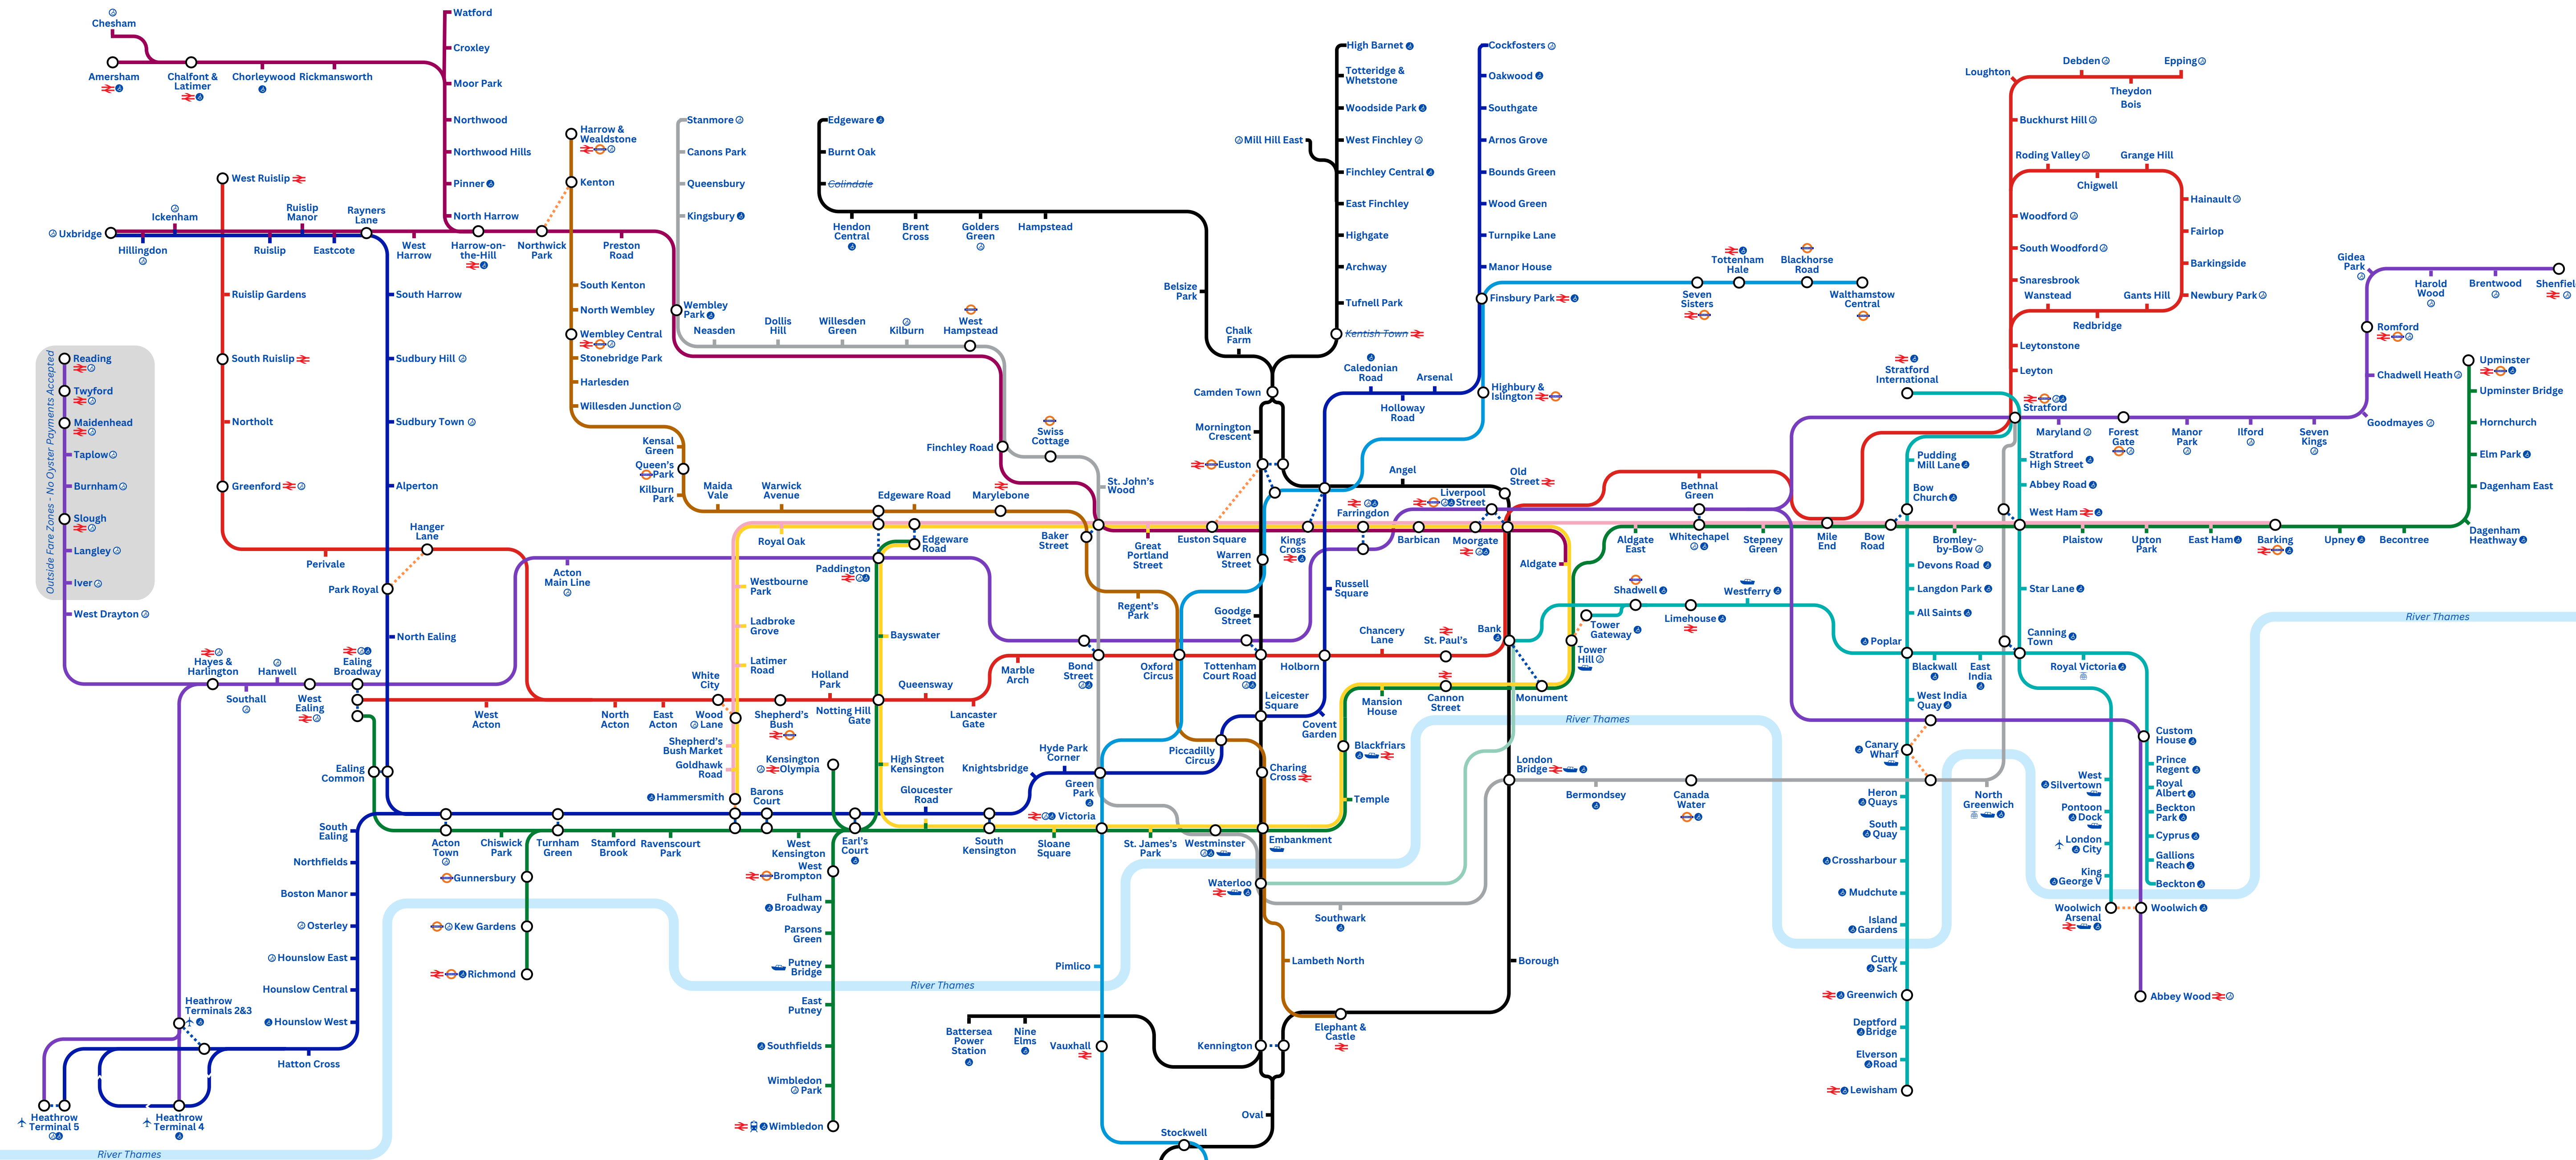 Chesham
Amersham
Chalfont &
Latimer
Chorleywood
Rickmansworth
Watford
Croxley
Moor Park
Northwood
Northwood Hills
Pinner
North Harrow
Harrow &
Wealdstone
Kenton
Stanmore
Canons Park
Queensbury
Kingsbury
Edgeware
Burnt Oak
Colindale
Hendon
Central
Brent
Cross
Golders
Green
Hampstead
Belsize
Park
Chalk
Farm
High Barnet
Totteridge &
Whetstone
Woodside Park
Mill Hill East
West Finchley
Finchley Central
East Finchley
Highgate
Archway
Tufnell Park
Kentish Town
Cockfosters
Oakwood
Southgate
Arnos Grove
Bounds Green
Wood Green
Turnpike Lane
Manor House
Finsbury Park
Seven
Sisters
Tottenham
Hale
Blackhorse
Road
Walthamstow
Central
Loughton
Debden
Theydon
Bois
Epping
Buckhurst Hill
Roding Valley
Chigwell
Grange Hill
Hainault
Fairlop
Barkingside
Newbury Park
Woodford
South Woodford
Snaresbrook
Wanstead
Redbridge
Gants Hill
Leytonstone
Leyton
Stratford
International
Stratford
Maryland
Forest
Gate
Manor
Park
Ilford
Seven
Kings
Goodmayes
Chadwell Heath
Romford
Gidea
Park
Harold
Wood
Brentwood
Shenfiel
Upminster
Upminster Bridge
Hornchurch
Elm Park
Dagenham East
Dagenham
Heathway
Becontree
Upney
Barking
East Ham
Upton
Park
Plaistow
West Ham
Bromley-
by-Bow
Bow
Road
Mile
End
Stepney
Green
Whitechapel
Aldgate
East
Bethnal
Green
West Ruislip
Uxbridge
Hillingdon
Ickenham
Ruislip
Ruislip
Manor
Eastcote
Rayners
Lane
West
Harrow
Harrow-on-
the-Hill
Northwick
Park
Preston
Road
Wembley
Park
Neasden
Dollis
Hill
Willesden
Green
Kilburn
West
Hampstead
Finchley Road
Swiss
Cottage
St. John's
Wood
South Kenton
North Wembley
Wembley Central
Stonebridge Park
Harlesden
Willesden Junction
Kensal
Green
Queen's
Park
Kilburn
Park
Maida
Vale
Warwick
Avenue
Edgeware Road
Marylebone
Baker
Street
Ruislip Gardens
South Ruislip
Northolt
Greenford
Perivale
Hanger
Lane
South Harrow
Sudbury Hill
Sudbury Town
Alperton
Park Royal
North Ealing
Outside Fare Zones - No Oyster Payments Accepted
Reading
Twyford
Maidenhead
Taplow
Burnham
Slough
Langley
Iver
West Drayton
Hayes &
Harlington
Southall
Hanwell
West
Ealing
Ealing
Broadway
Acton
Main Line
West
Acton
North
Acton
East
Acton
White
City
Wood
Lane
Shepherd's
Bush
Shepherd's
Bush Market
Goldhawk
Road
Hammersmith
Barons
Court
Royal Oak
Westbourne
Park
Ladbroke
Grove
Latimer
Road
Holland
Park
Notting Hill
Gate
Queensway
Lancaster
Gate
Marble
Arch
Paddington
Edgeware
Road
Bayswater
High Street
Kensington
Kensington
Olympia
Gloucester
Road
Earl's
Court
West
Kensington
South
Kensington
Knightsbridge
Hyde Park
Corner
Green
Park
Sloane
Square
Victoria
St. James's
Park
Westminster
Embankment
Temple
Blackfriars
Mansion
House
Cannon
Street
Monument
Tower
Hill
Tower
Gateway
Aldgate
Great
Portland
Street
Euston Square
Kings
Cross
Farringdon
Barbican
Moorgate
Liverpool
Street
Old
Street
Angel
Euston
Mornington
Crescent
Camden Town
Caledonian
Road
Holloway
Road
Arsenal
Highbury &
Islington
Warren
Street
Goodge
Street
Regent's
Park
Bond
Street
Oxford
Circus
Tottenham
Court Road
Holborn
Russell
Square
Chancery
Lane
St. Paul's
Bank
Leicester
Square
Covent
Garden
Piccadilly
Circus
Charing
Cross
Waterloo
Southwark
London
Bridge
Bermondsey
Canada
Water
Canary
Wharf
North
Greenwich
Canning
Town
Lambeth North
Elephant &
Castle
Borough
Kennington
Oval
Stockwell
Vauxhall
Pimlico
Nine
Elms
Battersea
Power
Station
Ealing
Common
Acton
Town
Chiswick
Park
Turnham
Green
Stamford
Brook
Ravenscourt
Park
Gunnersbury
Kew Gardens
Richmond
West
Brompton
Fulham
Broadway
Parsons
Green
Putney
Bridge
East
Putney
Southfields
Wimbledon
Park
Wimbledon
South
Ealing
Northfields
Boston Manor
Osterley
Hounslow East
Hounslow Central
Hounslow West
Hatton Cross
Heathrow
Terminals 2&3
Heathrow
Terminal 5
Heathrow
Terminal 4
Shadwell
Limehouse
Westferry
Poplar
Blackwall
East
India
Royal Victoria
Pudding
Mill Lane
Bow
Church
Devons Road
Langdon Park
All Saints
Stratford
High Street
Abbey Road
Star Lane
West India
Quay
Heron
Quays
South
Quay
Crossharbour
Mudchute
Island
Gardens
Cutty
Sark
Greenwich
Deptford
Bridge
Elverson
Road
Lewisham
West
Silvertown
Pontoon
Dock
London
City
King
George V
Woolwich
Arsenal
Woolwich
Abbey Wood
Custom
House
Prince
Regent
Royal
Albert
Beckton
Park
Cyprus
Gallions
Reach
Beckton
River Thames
River Thames
River Thames
River Thames